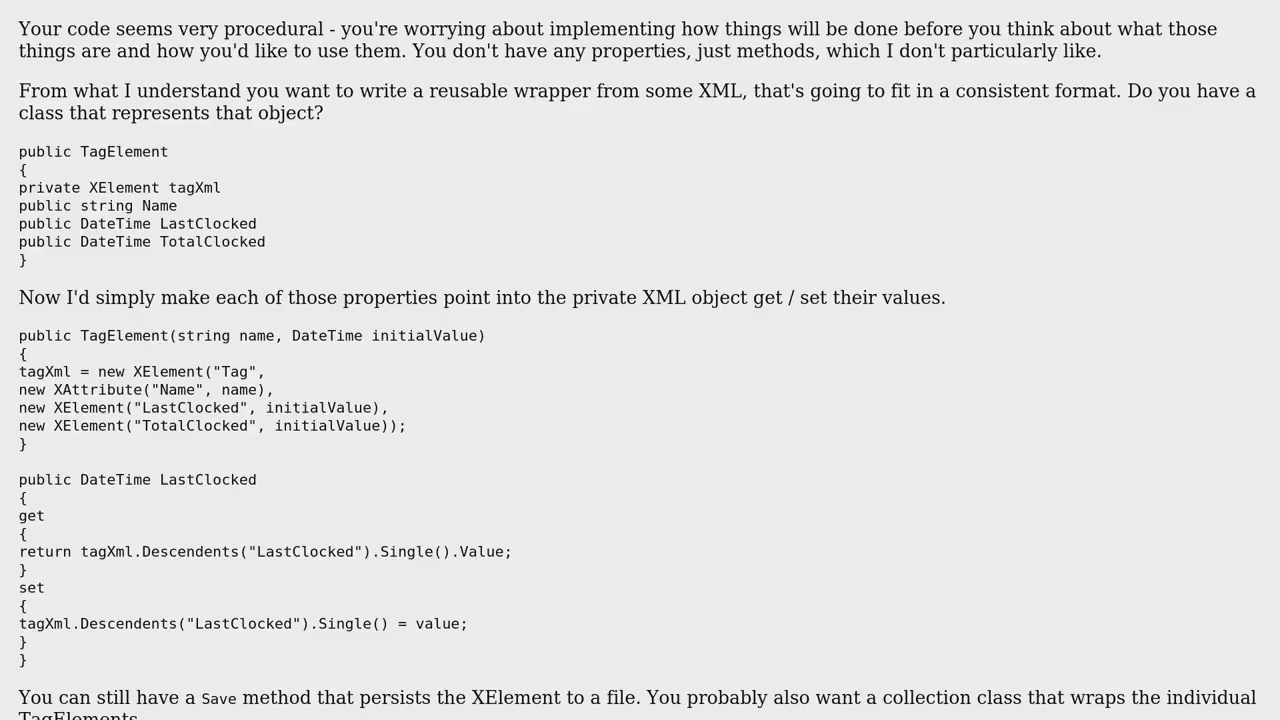 Your code seems very procedural - you're worrying about implementing how things will be done before you think about what those
things are and how you'd like to use them. You don't have any properties, just methods, which I don't particularly like.
From what I understand you want to write a reusable wrapper from some XML, that's going to fit in a consistent format. Do you have a
class that represents that object?
public TagElement
{
private XElement tagXml
public string Name
public DateTime LastClocked
public DateTime TotalClocked
}
Now I'd simply make each of those properties point into the private XML object get / set their values.
public TagElement(string name, DateTime initialValue)
{
tagXml = new XElement("Tag",
new XAttribute("Name", name),
new XElement("LastClocked", initialValue),
new XElement("TotalClocked", initialValue));
}
public DateTime LastClocked
{
get
{
return tagXml.Descendents("LastClocked").Single().Value;
}
set
{
tagXml.Descendents("LastClocked").Single() = value;
}
}
You can still have a Save method that persists the XElement to a file. You probably also want a collection class that wraps the individual
TagElements